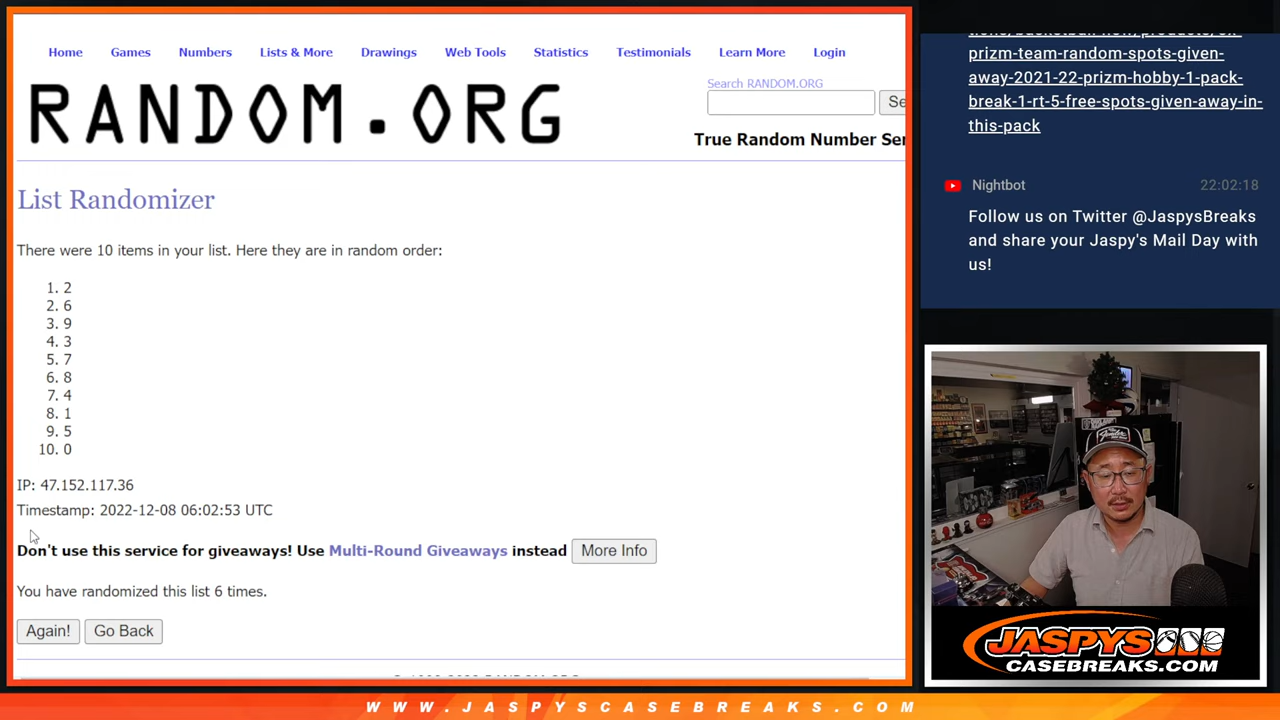 Home Games Numbers Lists & More Drawings Web Tools Statistics Testimonials Learn More Login
RANDOM.ORG
Search RANDOM.ORG
True Random Number Ser
List Randomizer
There were 10 items in your list. Here they are in random order:
1. 2
2. 6
3. 9
4. 3
5. 7
6. 8
7. 4
8. 1
9. 5
10. 0
IP: 47.152.117.36
Timestamp: 2022-12-08 06:02:53 UTC
Don't use this service for giveaways! Use Multi-Round Giveaways instead More Info
You have randomized this list 6 times.
Again! Go Back
prizm-team-random-spots-given-
away-2021-22-prizm-hobby-1-pack-
break-1-rt-5-free-spots-given-away-in-
this-pack
Nightbot 22:02:18
Follow us on Twitter @JaspysBreaks
and share your Jaspy's Mail Day with
us!
JASPYS
CASEBREAKS.COM
WWW.JASPYSCASEBREAKS.COM